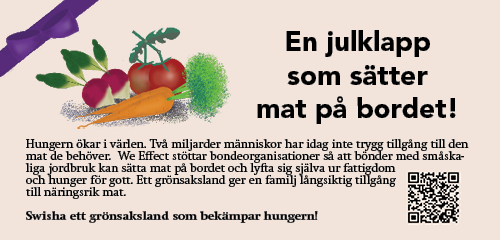 En julklapp
som sätter
mat på bordet!
Hungern ökar i värlen. Två miljarder människor har idag inte trygg tillgång till den
mat de behöver.  We Effect stöttar bondeorganisationer så att bönder med småska-
liga jordbruk kan sätta mat på bordet och lyfta sig själva ur fattigdom
och hunger för gott. Ett grönsaksland ger en familj långsiktig tillgång
till näringsrik mat.
Swisha ett grönsaksland som bekämpar hungern!